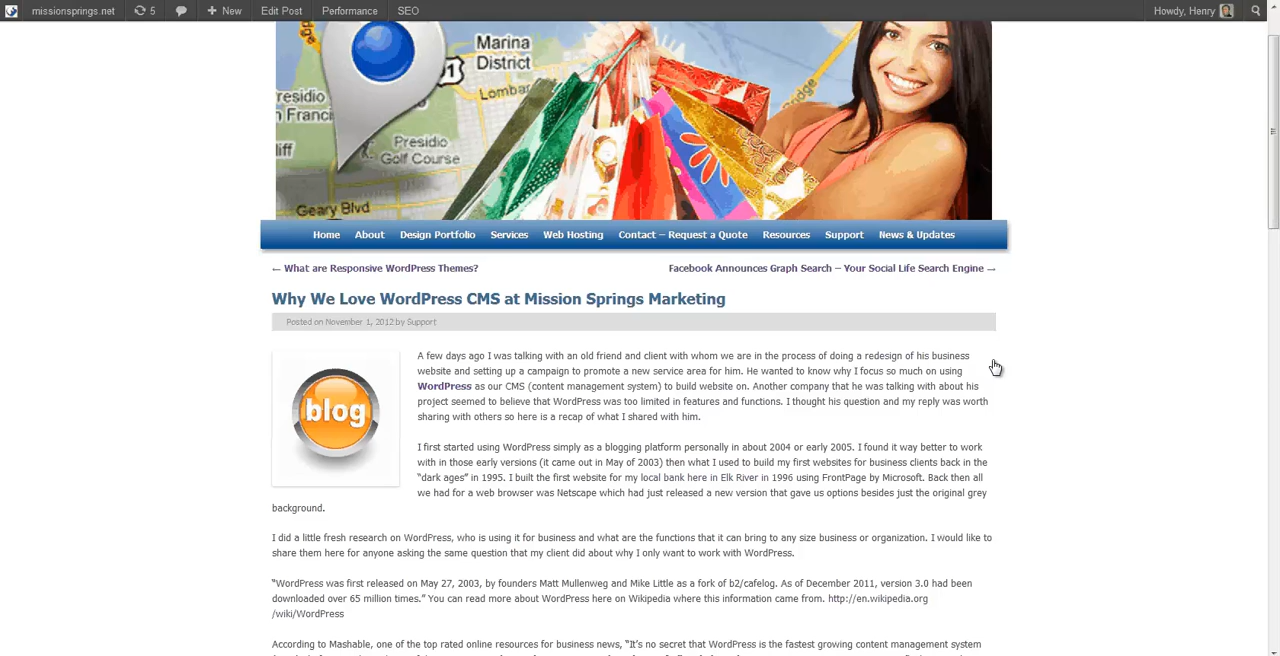 missionsprings.net 5 New Edit Post Performance SEO Howdy, Henry
Marina
District
101
Lombard
Presidio
Golf Course
Geary Blvd
Home About Design Portfolio Services Web Hosting Contact – Request a Quote Resources Support News & Updates
← What are Responsive WordPress Themes? Facebook Announces Graph Search – Your Social Life Search Engine →
Why We Love WordPress CMS at Mission Springs Marketing
Posted on November 1, 2012 by Support
blog
A few days ago I was talking with an old friend and client with whom we are in the process of doing a redesign of his business
website and setting up a campaign to promote a new service area for him. He wanted to know why I focus so much on using
WordPress as our CMS (content management system) to build website on. Another company that he was talking with about his
project seemed to believe that WordPress was too limited in features and functions. I thought his question and my reply was worth
sharing with others so here is a recap of what I shared with him.
I first started using WordPress simply as a blogging platform personally in about 2004 or early 2005. I found it way better to work
with in those early versions (it came out in May of 2003) then what I used to build my first websites for business clients back in the
“dark ages” in 1995. I built the first website for my local bank here in Elk River in 1996 using FrontPage by Microsoft. Back then all
we had for a web browser was Netscape which had just released a new version that gave us options besides just the original grey
background.
I did a little fresh research on WordPress, who is using it for business and what are the functions that it can bring to any size business or organization. I would like to
share them here for anyone asking the same question that my client did about why I only want to work with WordPress.
“WordPress was first released on May 27, 2003, by founders Matt Mullenweg and Mike Little as a fork of b2/cafelog. As of December 2011, version 3.0 had been
downloaded over 65 million times.” You can read more about WordPress here on Wikipedia where this information came from. http://en.wikipedia.org
/wiki/WordPress
According to Mashable, one of the top rated online resources for business news, “It’s no secret that WordPress is the fastest growing content management system